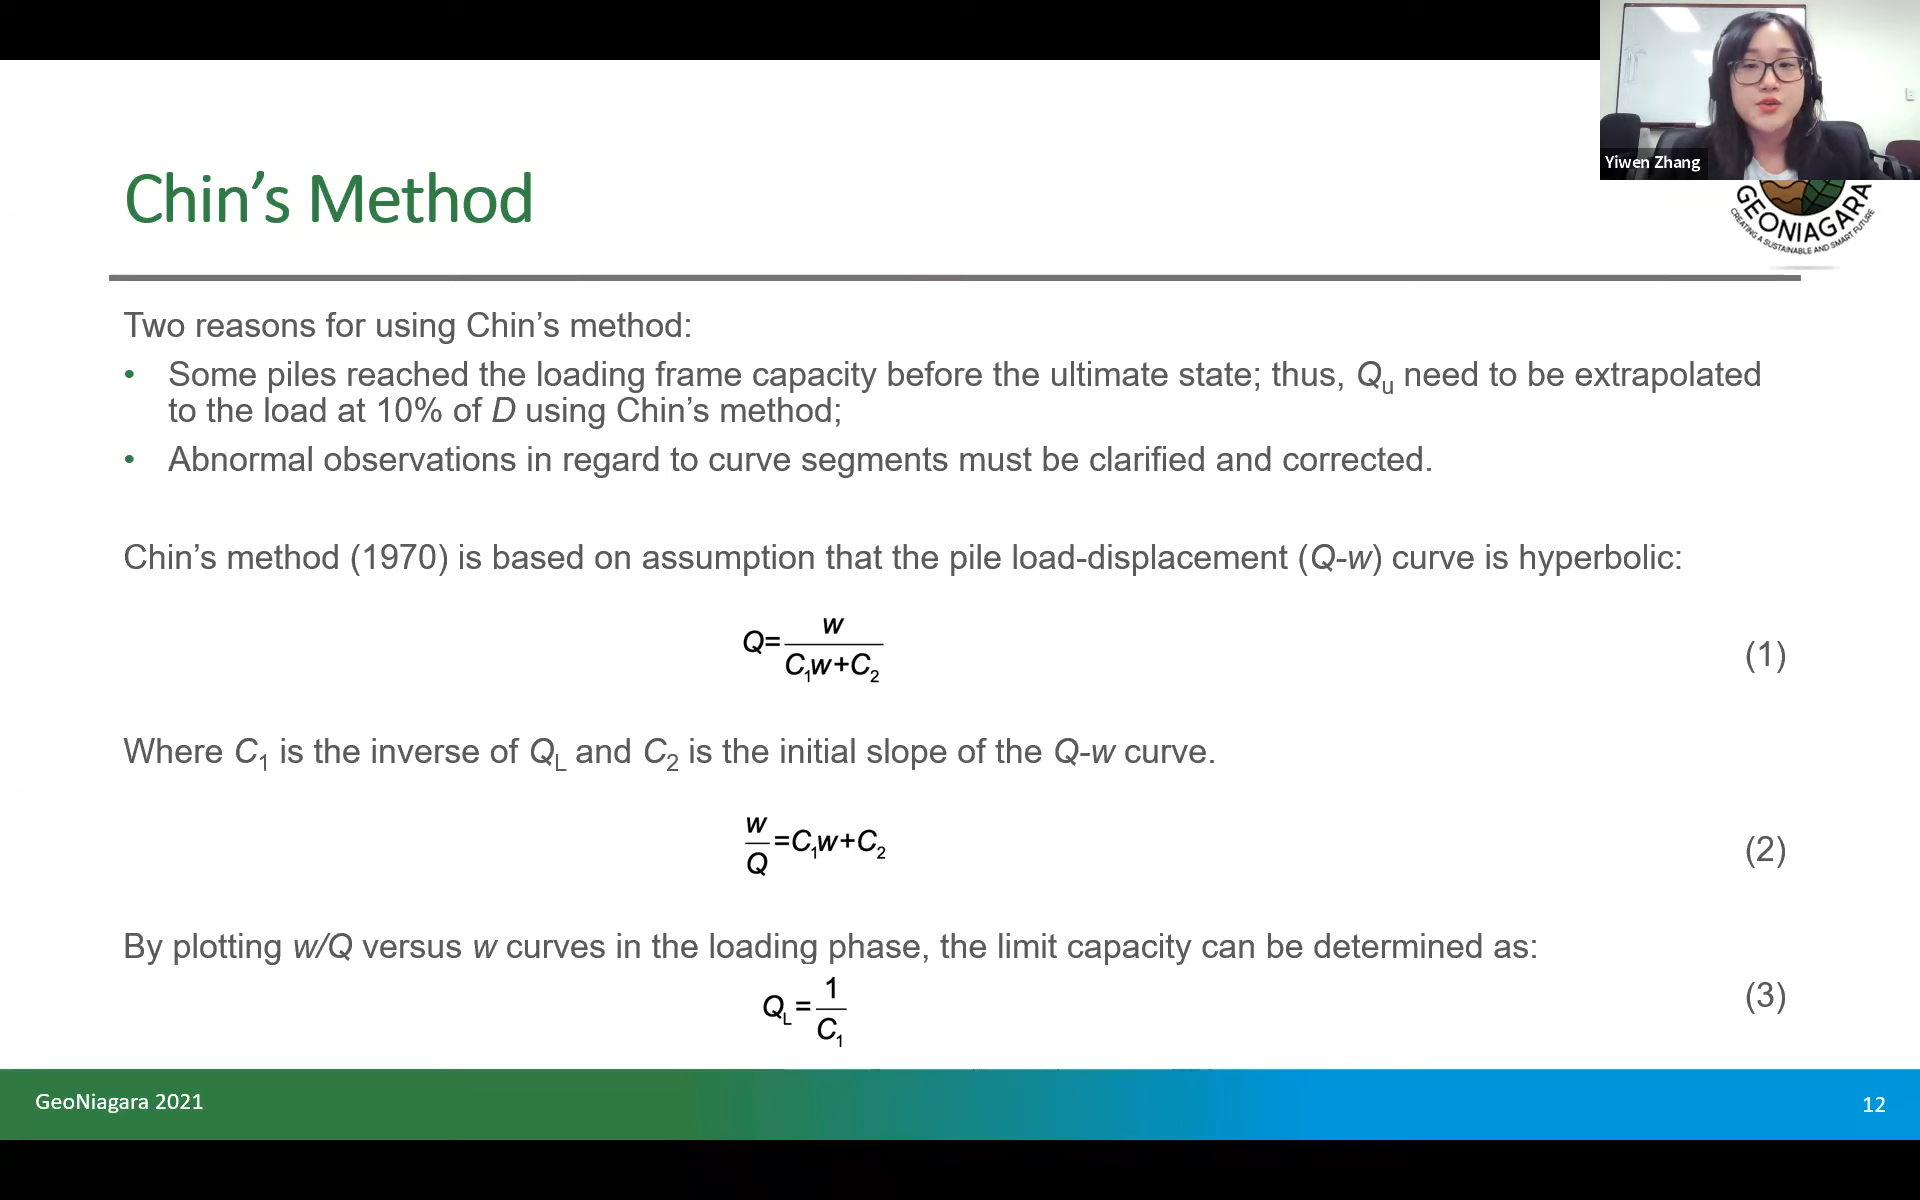 Yiwen Zhang
GEONIAGARA
CREATING A SUSTAINABLE AND SMART FUTURE
Chin’s Method
Two reasons for using Chin’s method:
• Some piles reached the loading frame capacity before the ultimate state; thus, Qu need to be extrapolated
to the load at 10% of D using Chin’s method;
• Abnormal observations in regard to curve segments must be clarified and corrected.
Chin’s method (1970) is based on assumption that the pile load-displacement (Q-w) curve is hyperbolic:
Q=w/(C1w+C2) (1)
Where C1 is the inverse of QL and C2 is the initial slope of the Q-w curve.
w/Q=C1w+C2 (2)
By plotting w/Q versus w curves in the loading phase, the limit capacity can be determined as:
QL=1/C1 (3)
GeoNiagara 2021
12